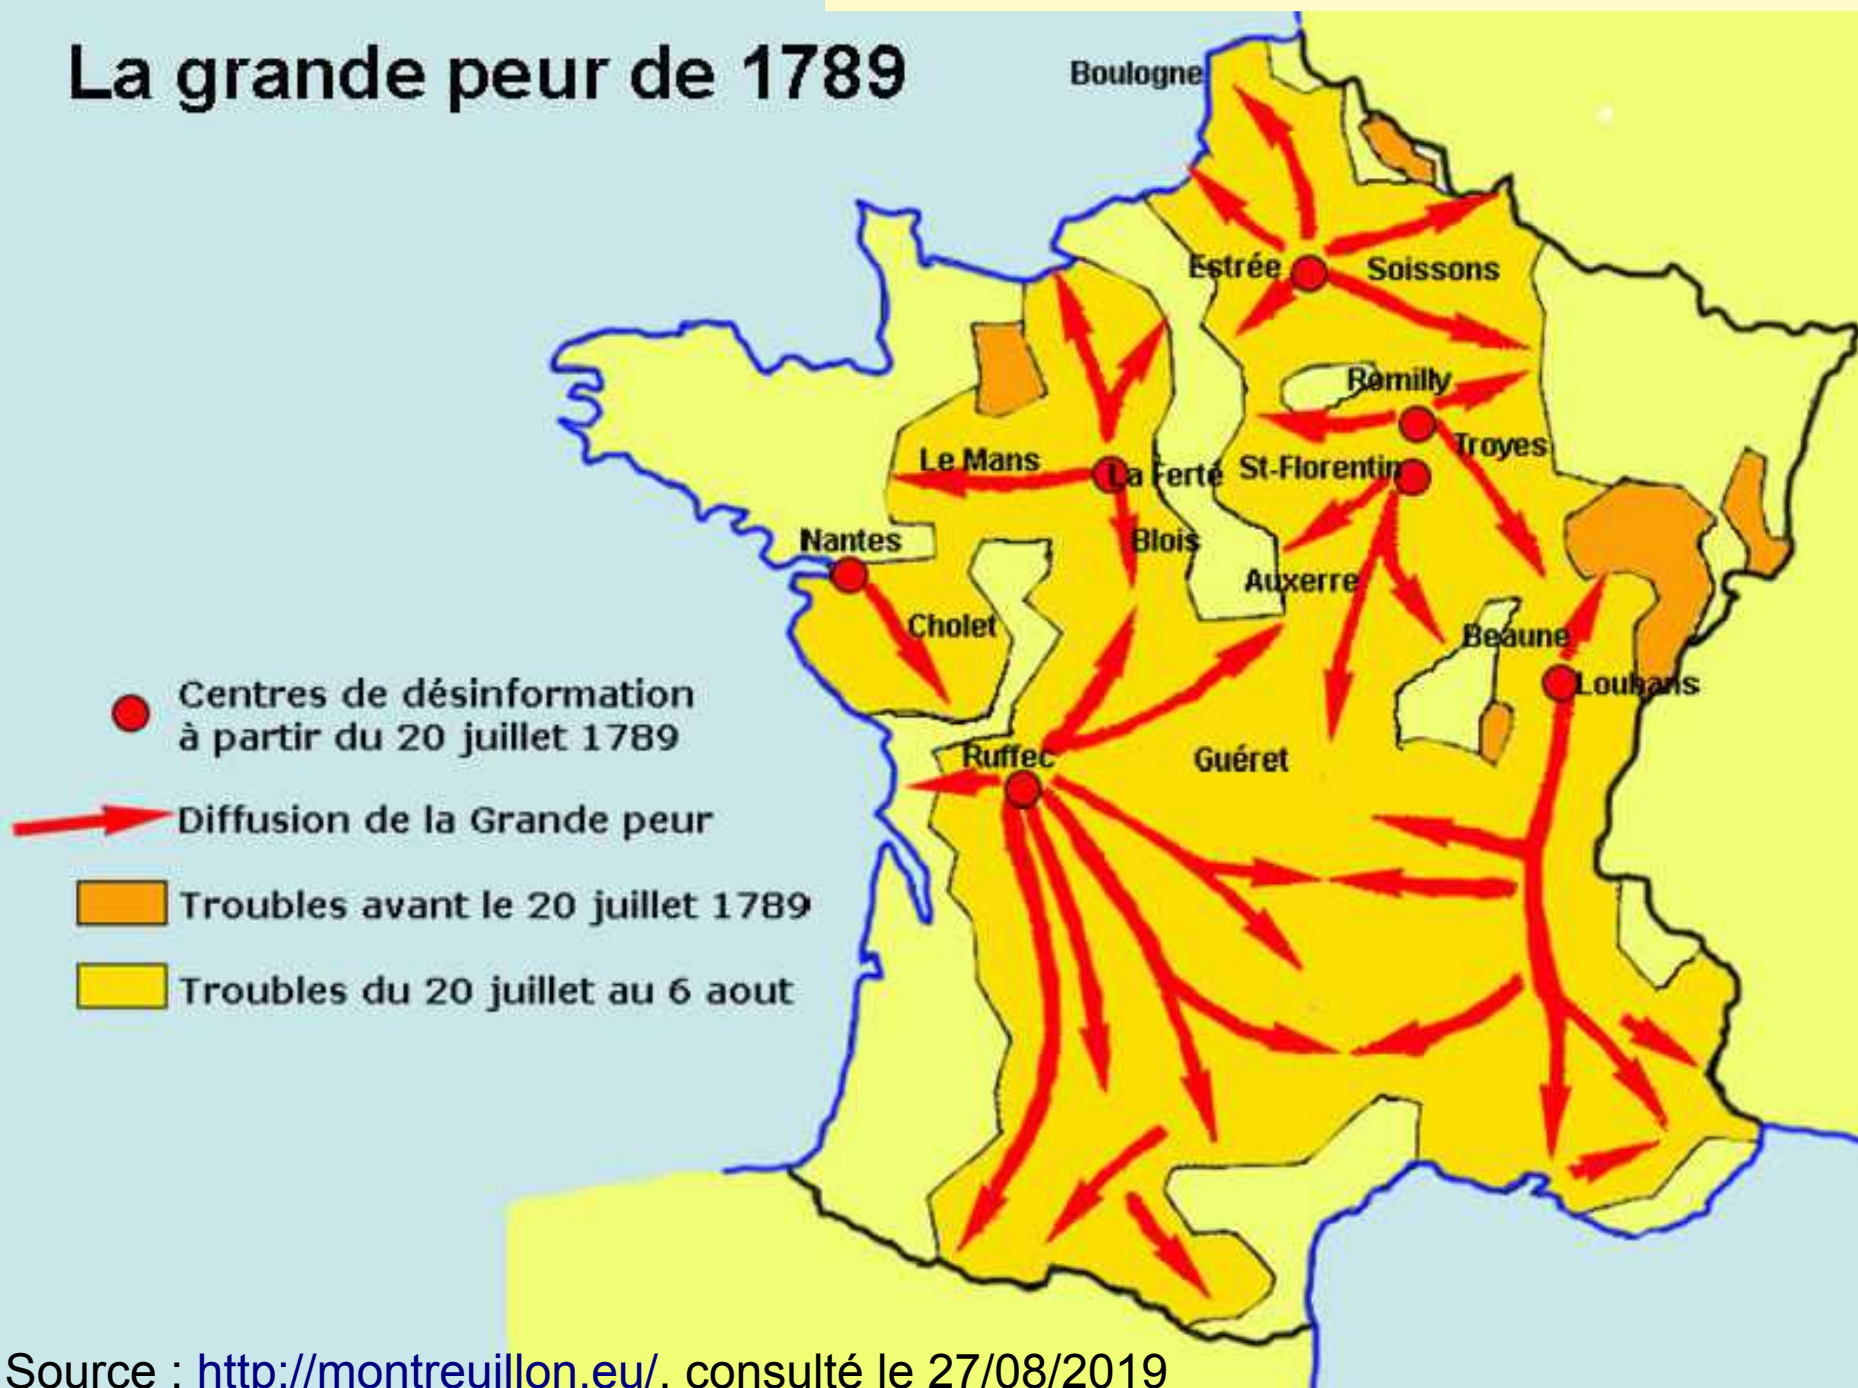 La grande peur de 1789
Boulogne
Estrée
Soissons
Romilly
Troyes
Le Mans
La Ferté
St-Florentin
Nantes
Blois
Auxerre
Cholet
Beaune
Louhans
Ruffec
Guéret
Centres de désinformation
à partir du 20 juillet 1789
Diffusion de la Grande peur
Troubles avant le 20 juillet 1789
Troubles du 20 juillet au 6 aout
Source : http://montreuillon.eu/, consulté le 27/08/2019